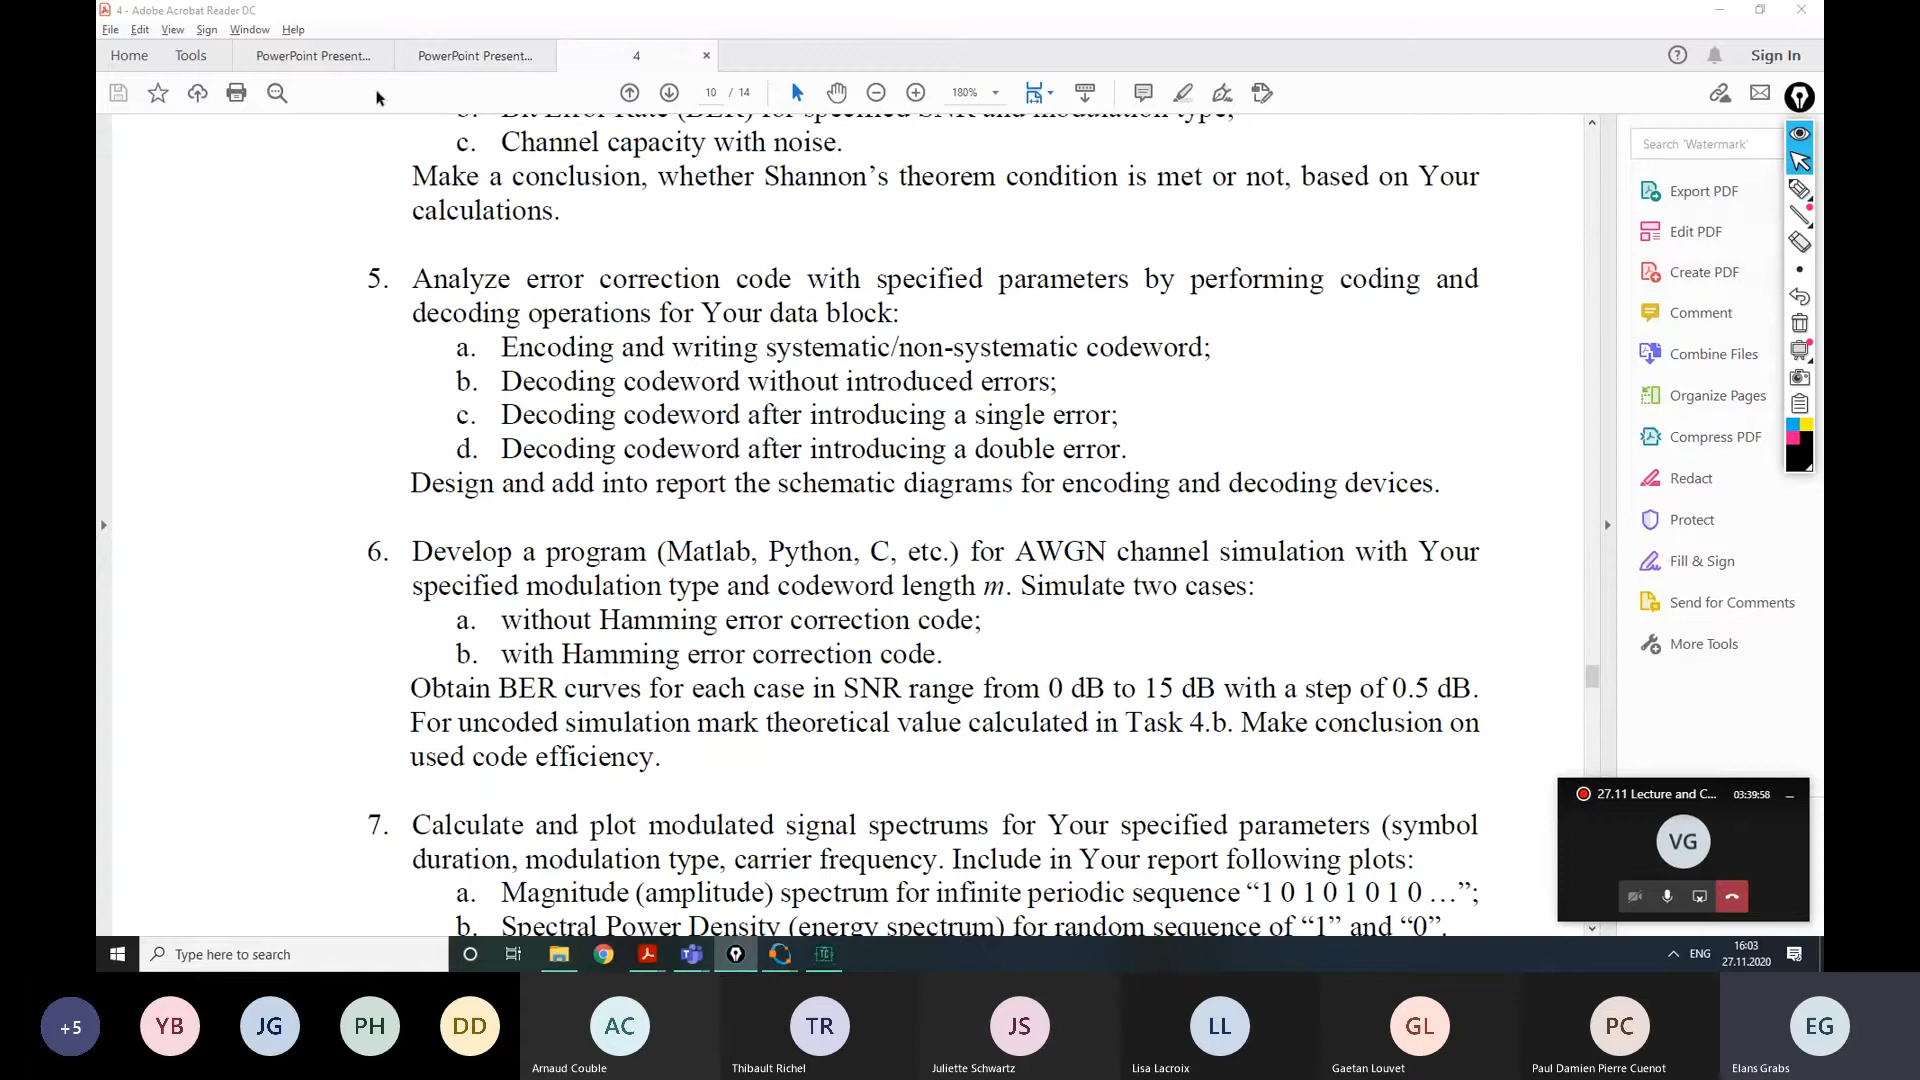 4 - Adobe Acrobat Reader DC
File Edit View Sign Window Help
Home Tools PowerPoint Present... PowerPoint Present... 4 × Sign In
10 / 14 180%
b. Bit Error Rate (BER) for specified SNR and modulation type;
c. Channel capacity with noise.
Make a conclusion, whether Shannon’s theorem condition is met or not, based on Your
calculations.
5. Analyze error correction code with specified parameters by performing coding and
decoding operations for Your data block:
a. Encoding and writing systematic/non-systematic codeword;
b. Decoding codeword without introduced errors;
c. Decoding codeword after introducing a single error;
d. Decoding codeword after introducing a double error.
Design and add into report the schematic diagrams for encoding and decoding devices.
6. Develop a program (Matlab, Python, C, etc.) for AWGN channel simulation with Your
specified modulation type and codeword length m. Simulate two cases:
a. without Hamming error correction code;
b. with Hamming error correction code.
Obtain BER curves for each case in SNR range from 0 dB to 15 dB with a step of 0.5 dB.
For uncoded simulation mark theoretical value calculated in Task 4.b. Make conclusion on
used code efficiency.
7. Calculate and plot modulated signal spectrums for Your specified parameters (symbol
duration, modulation type, carrier frequency. Include in Your report following plots:
a. Magnitude (amplitude) spectrum for infinite periodic sequence “1 0 1 0 1 0 1 0 …”;
b. Spectral Power Density (energy spectrum) for random sequence of “1” and “0”.
Search 'Watermark'
Export PDF
Edit PDF
Create PDF
Comment
Combine Files
Organize Pages
Compress PDF
Redact
Protect
Fill & Sign
Send for Comments
More Tools
27.11 Lecture and C... 03:39:58
VG
Type here to search
TC
ENG
16:03
27.11.2020
+5 YB JG PH DD AC TR JS LL GL PC EG
Arnaud Couble Thibault Richel Juliette Schwartz Lisa Lacroix Gaetan Louvet Paul Damien Pierre Cuenot Elans Grabs